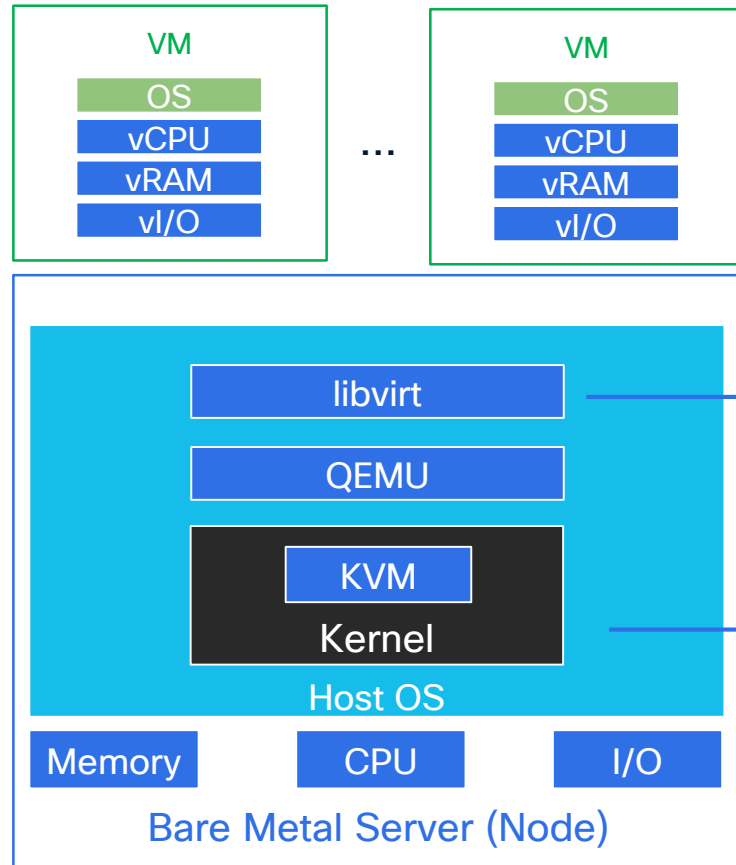 VM
OS
vCPU
vRAM
vI/O
...
VM
OS
vCPU
vRAM
vI/O
libvirt
QEMU
KVM
Kernel
Host OS
Memory CPU I/O
Bare Metal Server (Node)